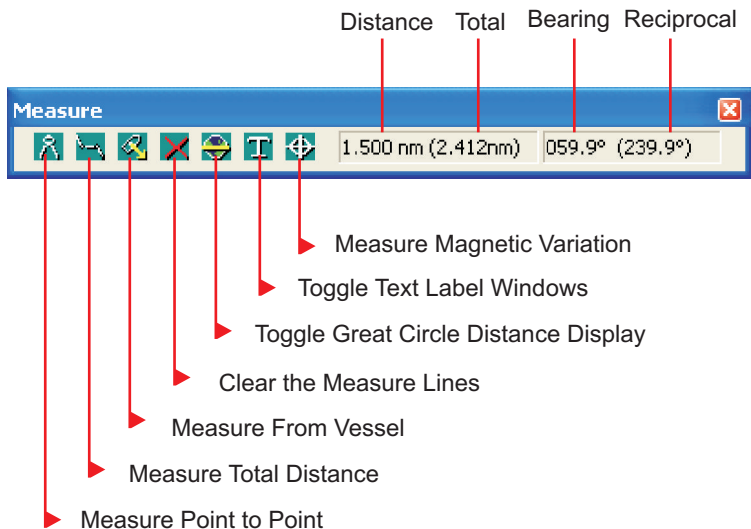 Distance Total Bearing Reciprocal
Measure
1.500 nm (2.412nm) 059.9º (239.9º)
Measure Magnetic Variation
Toggle Text Label Windows
Toggle Great Circle Distance Display
Clear the Measure Lines
Measure From Vessel
Measure Total Distance
Measure Point to Point